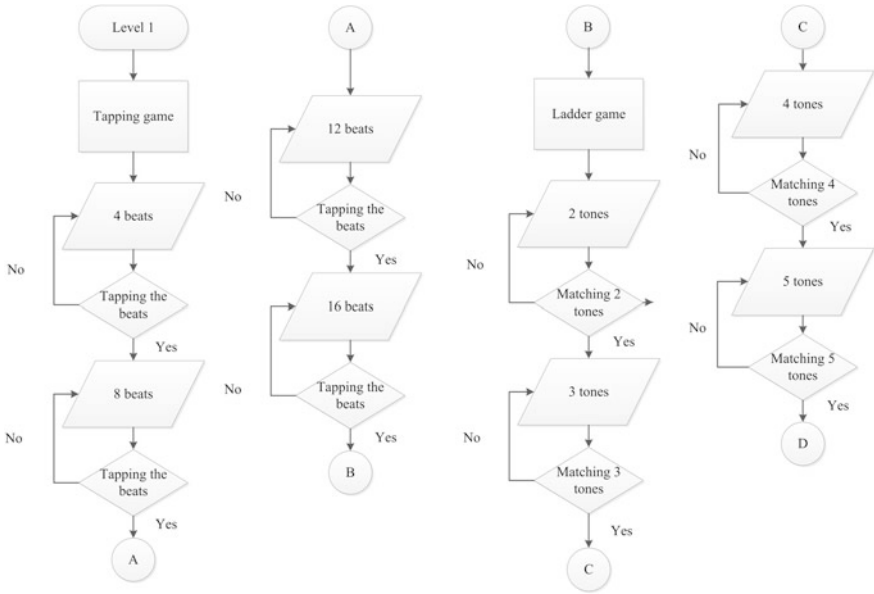 Level 1
Tapping game
4 beats
No
Tapping the
beats
Yes
8 beats
No
Tapping the
beats
Yes
A
A
12 beats
No
Tapping the
beats
Yes
16 beats
No
Tapping the
beats
Yes
B
B
Ladder game
2 tones
No
Matching 2
tones
Yes
3 tones
No
Matching 3
tones
Yes
C
C
4 tones
No
Matching 4
tones
Yes
5 tones
No
Matching 5
tones
Yes
D